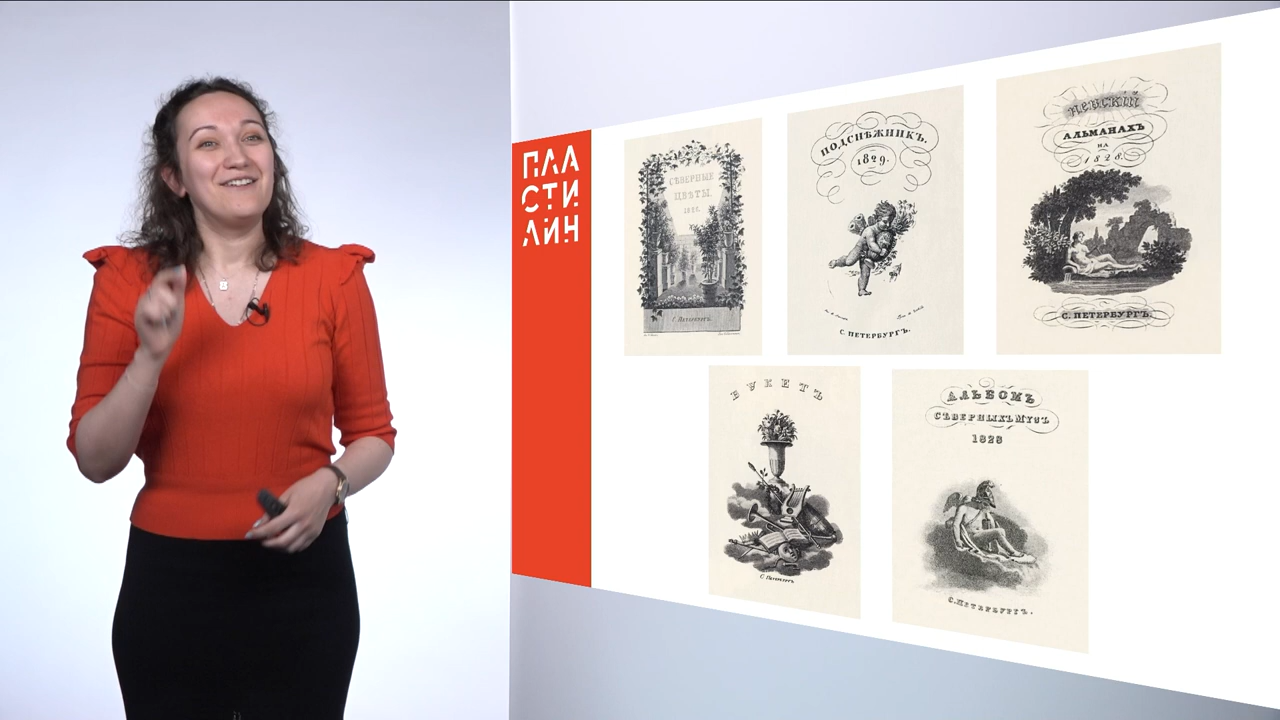 ПЛА
СТИ
ЛИН
СѢВЕРНЫЕ
ЦВѢТЫ.
С. Петербургъ.
ПОДСНѢЖНИКЪ.
1829.
С. ПЕТЕРБУРГЪ.
НЕВСКІЙ
АЛЬМАНАХЪ
НА
1828.
С. ПЕТЕРБУРГЪ.
БУКЕТЪ
С. Петербургъ
АЛЬБОМЪ
СѢВЕРНЫХЪ МУЗЪ
1828
С. ПЕТЕРБУРГЪ.